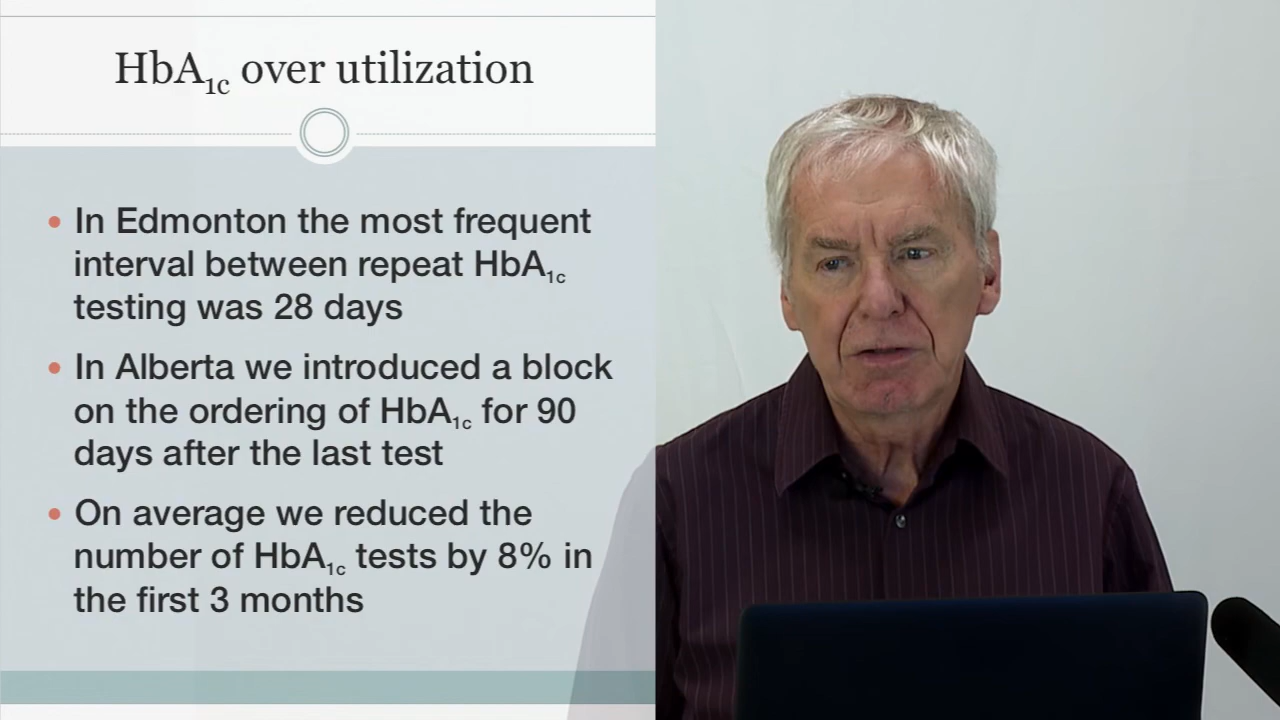 HbA1c over utilization
• In Edmonton the most frequent
interval between repeat HbA1c
testing was 28 days
• In Alberta we introduced a block
on the ordering of HbA1c for 90
days after the last test
• On average we reduced the
number of HbA1c tests by 8% in
the first 3 months